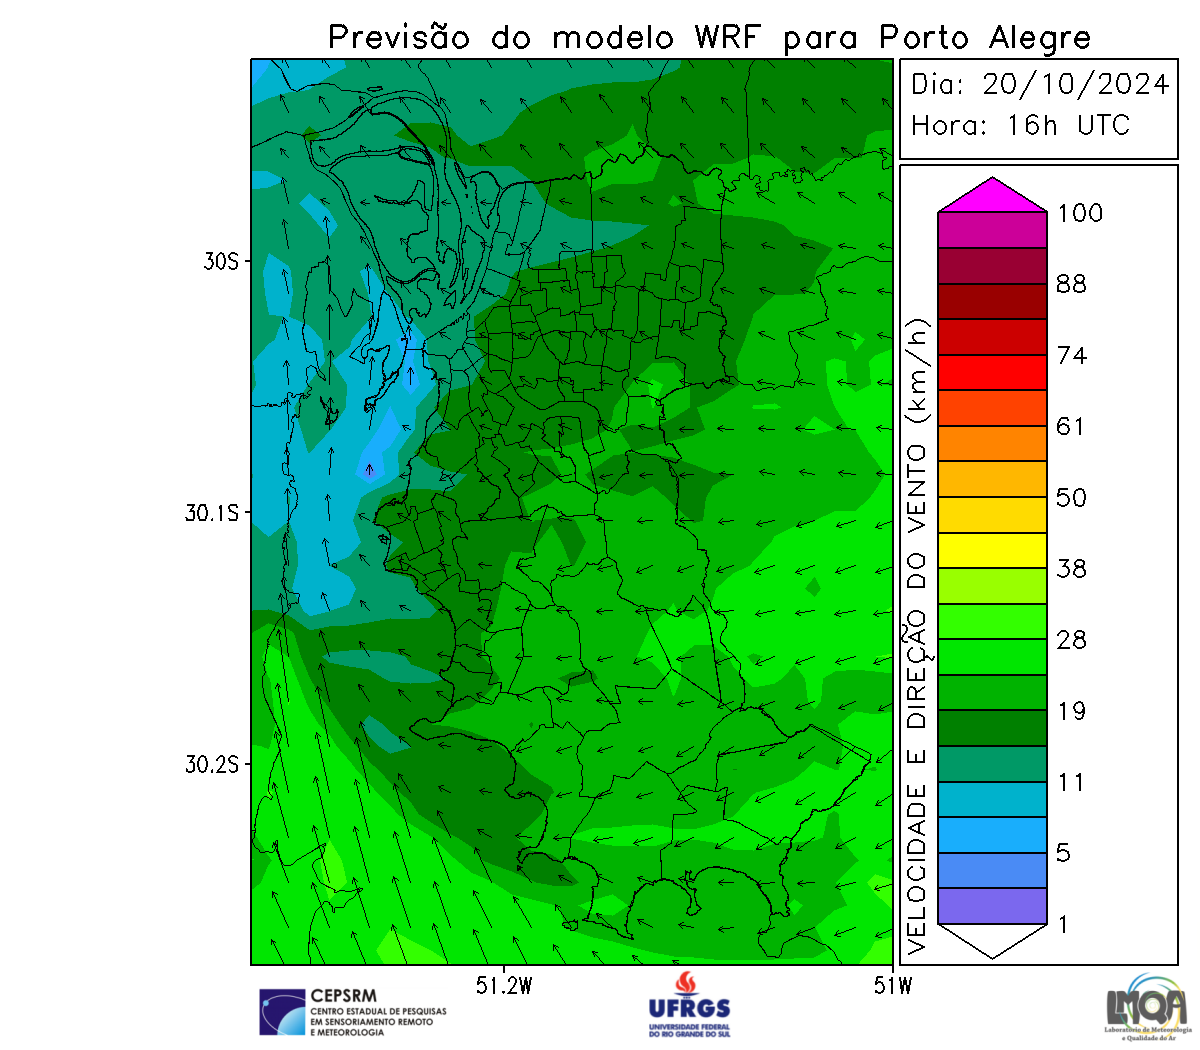 Previsão do modelo WRF para Porto Alegre
Dia: 20/10/2024
Hora: 16h UTC
100
88
74
61
50
38
28
19
11
5
1
VELOCIDADE E DIREÇÃO DO VENTO (km/h)
30S
30.1S
30.2S
51.2W
51W
CEPSRM
CENTRO ESTADUAL DE PESQUISAS
EM SENSORIAMENTO REMOTO
E METEOROLOGIA
UFRGS
UNIVERSIDADE FEDERAL
DO RIO GRANDE DO SUL
LMQA
Laboratório de Meteorologia
e Qualidade do Ar